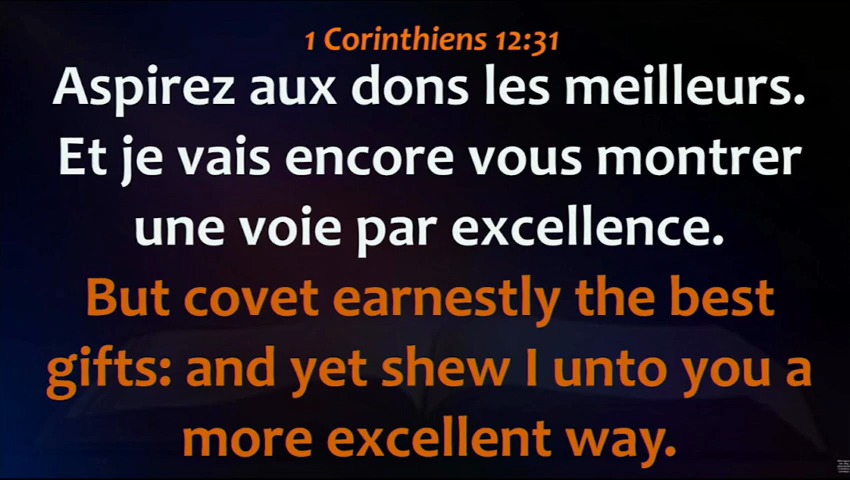 1 Corinthiens 12:31
Aspirez aux dons les meilleurs.
Et je vais encore vous montrer
une voie par excellence.
But covet earnestly the best
gifts: and yet shew I unto you a
more excellent way.